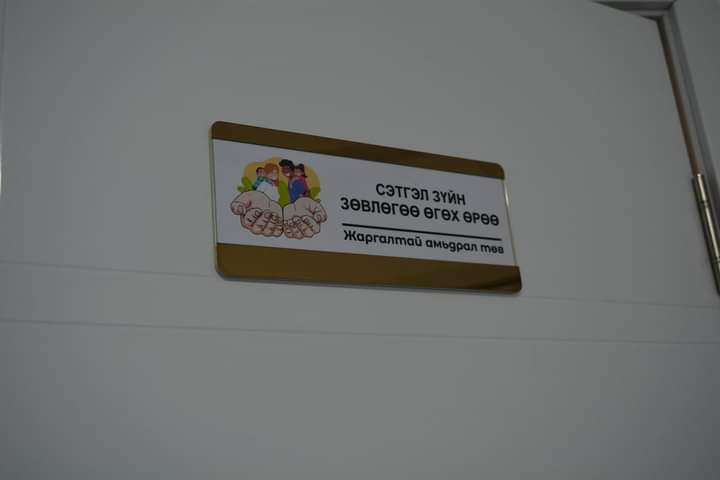 СЭТГЭЛ ЗҮЙН
ЗӨВЛӨГӨӨ ӨГӨХ ӨРӨӨ
Жаргалтай амьдрал төв